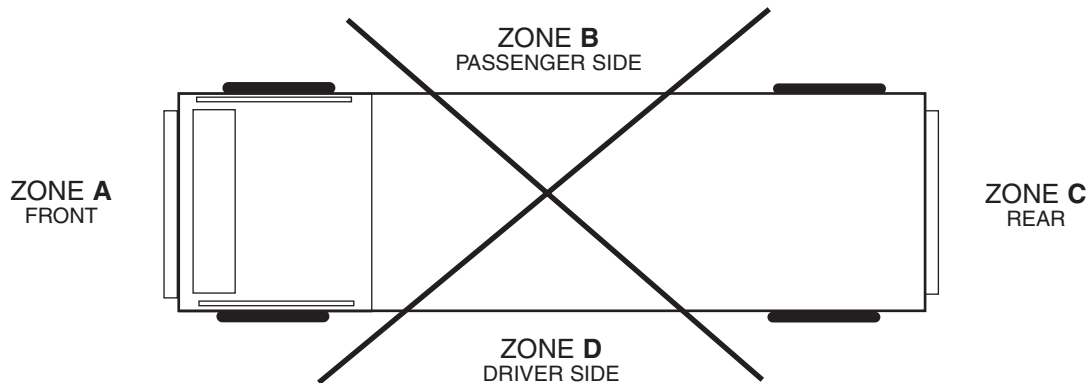 ZONE B
PASSENGER SIDE
ZONE A
FRONT
ZONE C
REAR
ZONE D
DRIVER SIDE